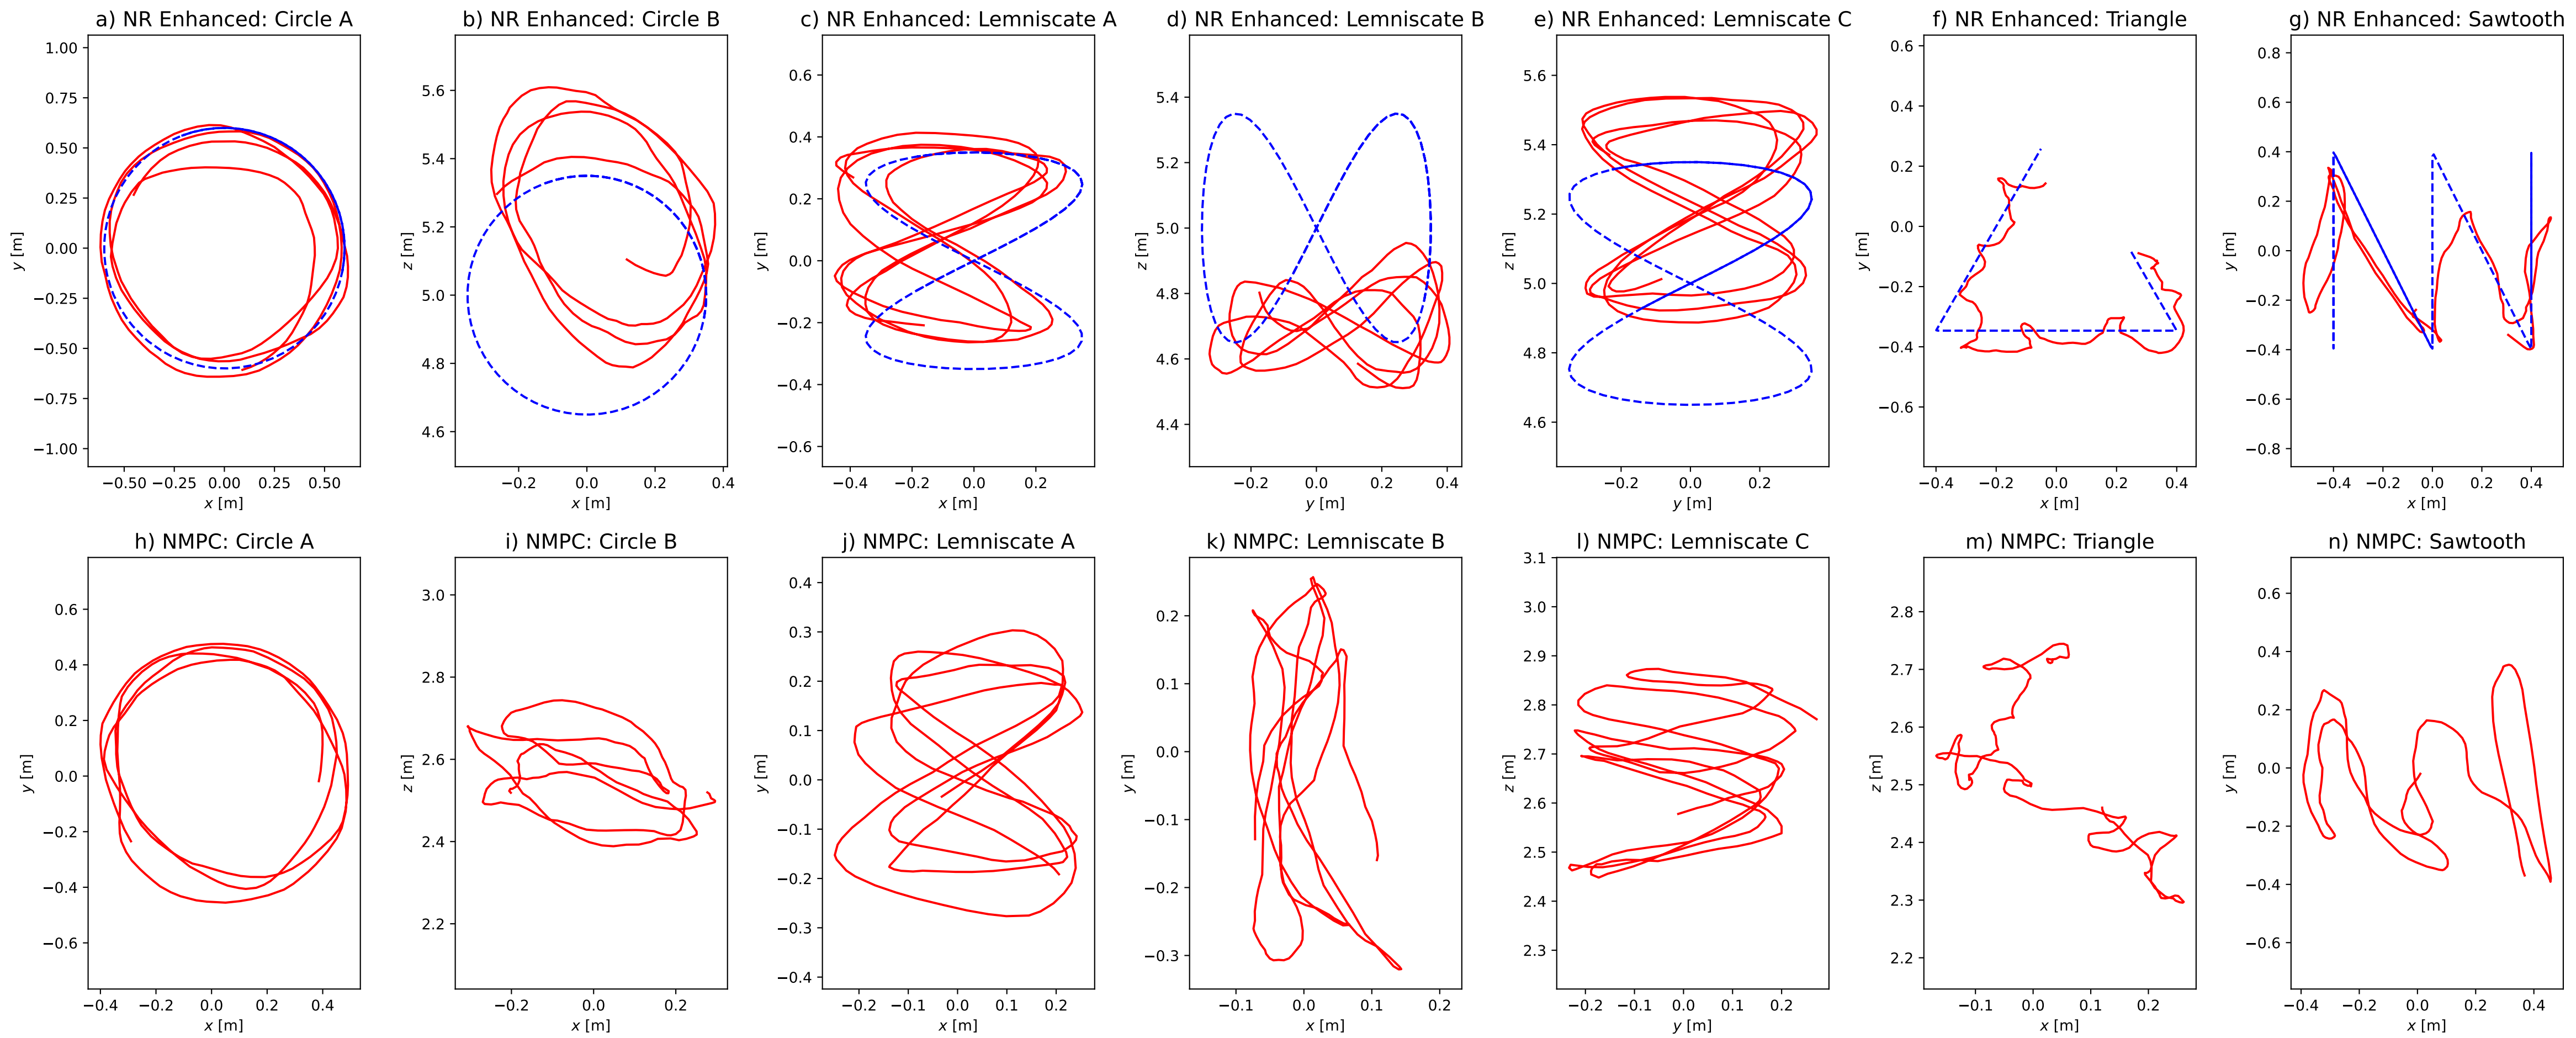 a) NR Enhanced: Circle A
b) NR Enhanced: Circle B
c) NR Enhanced: Lemniscate A
d) NR Enhanced: Lemniscate B
e) NR Enhanced: Lemniscate C
f) NR Enhanced: Triangle
g) NR Enhanced: Sawtooth
y [m]
1.00
0.75
0.50
0.25
0.00
−0.25
−0.50
−0.75
−1.00
−0.50 −0.25 0.00 0.25 0.50
x [m]
z [m]
5.6
5.4
5.2
5.0
4.8
4.6
−0.2 0.0 0.2 0.4
x [m]
y [m]
0.6
0.4
0.2
0.0
−0.2
−0.4
−0.6
−0.4 −0.2 0.0 0.2
x [m]
z [m]
5.4
5.2
5.0
4.8
4.6
4.4
−0.2 0.0 0.2 0.4
y [m]
z [m]
5.6
5.4
5.2
5.0
4.8
4.6
−0.2 0.0 0.2
y [m]
y [m]
0.6
0.4
0.2
0.0
−0.2
−0.4
−0.6
−0.4 −0.2 0.0 0.2 0.4
x [m]
y [m]
0.8
0.6
0.4
0.2
0.0
−0.2
−0.4
−0.6
−0.8
−0.4 −0.2 0.0 0.2 0.4
x [m]
h) NMPC: Circle A
i) NMPC: Circle B
j) NMPC: Lemniscate A
k) NMPC: Lemniscate B
l) NMPC: Lemniscate C
m) NMPC: Triangle
n) NMPC: Sawtooth
y [m]
0.6
0.4
0.2
0.0
−0.2
−0.4
−0.6
−0.4 −0.2 0.0 0.2 0.4
x [m]
z [m]
3.0
2.8
2.6
2.4
2.2
−0.2 0.0 0.2
x [m]
y [m]
0.4
0.3
0.2
0.1
0.0
−0.1
−0.2
−0.3
−0.4
−0.2 −0.1 0.0 0.1 0.2
x [m]
y [m]
0.2
0.1
0.0
−0.1
−0.2
−0.3
−0.1 0.0 0.1 0.2
x [m]
z [m]
3.1
3.0
2.9
2.8
2.7
2.6
2.5
2.4
2.3
−0.2 −0.1 0.0 0.1 0.2
y [m]
z [m]
2.8
2.7
2.6
2.5
2.4
2.3
2.2
−0.1 0.0 0.1 0.2
x [m]
y [m]
0.6
0.4
0.2
0.0
−0.2
−0.4
−0.6
−0.4 −0.2 0.0 0.2 0.4
x [m]